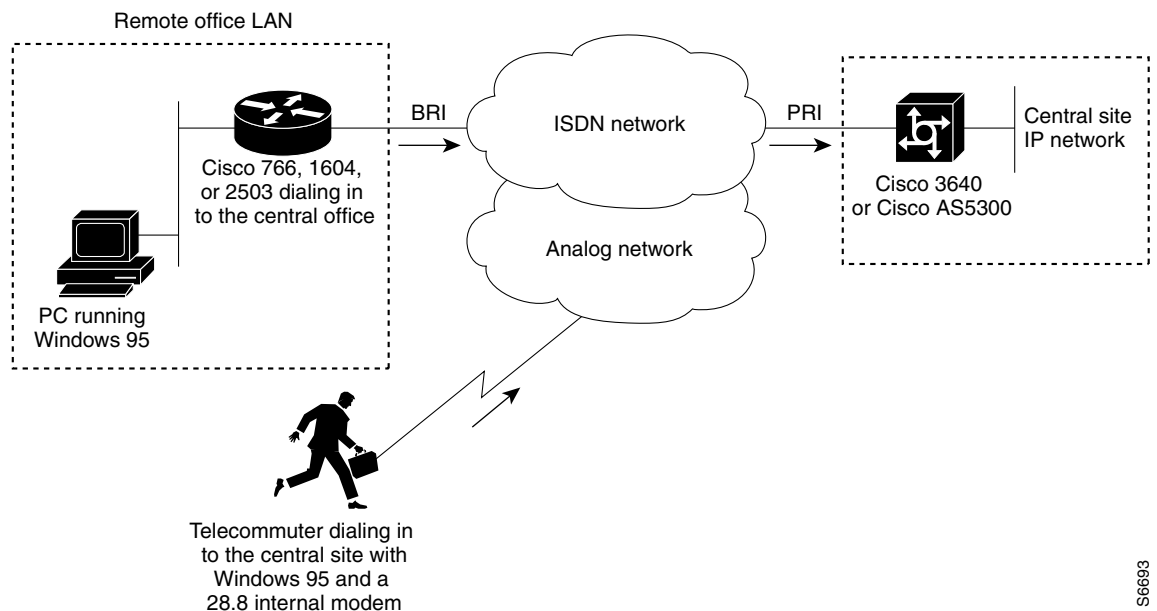 Remote office LAN
BRI
ISDN network
PRI
Central site
IP network
Cisco 766, 1604,
or 2503 dialing in
to the central office
Cisco 3640
or Cisco AS5300
Analog network
PC running
Windows 95
Telecommuter dialing in
to the central site with
Windows 95 and a
28.8 internal modem
S6693